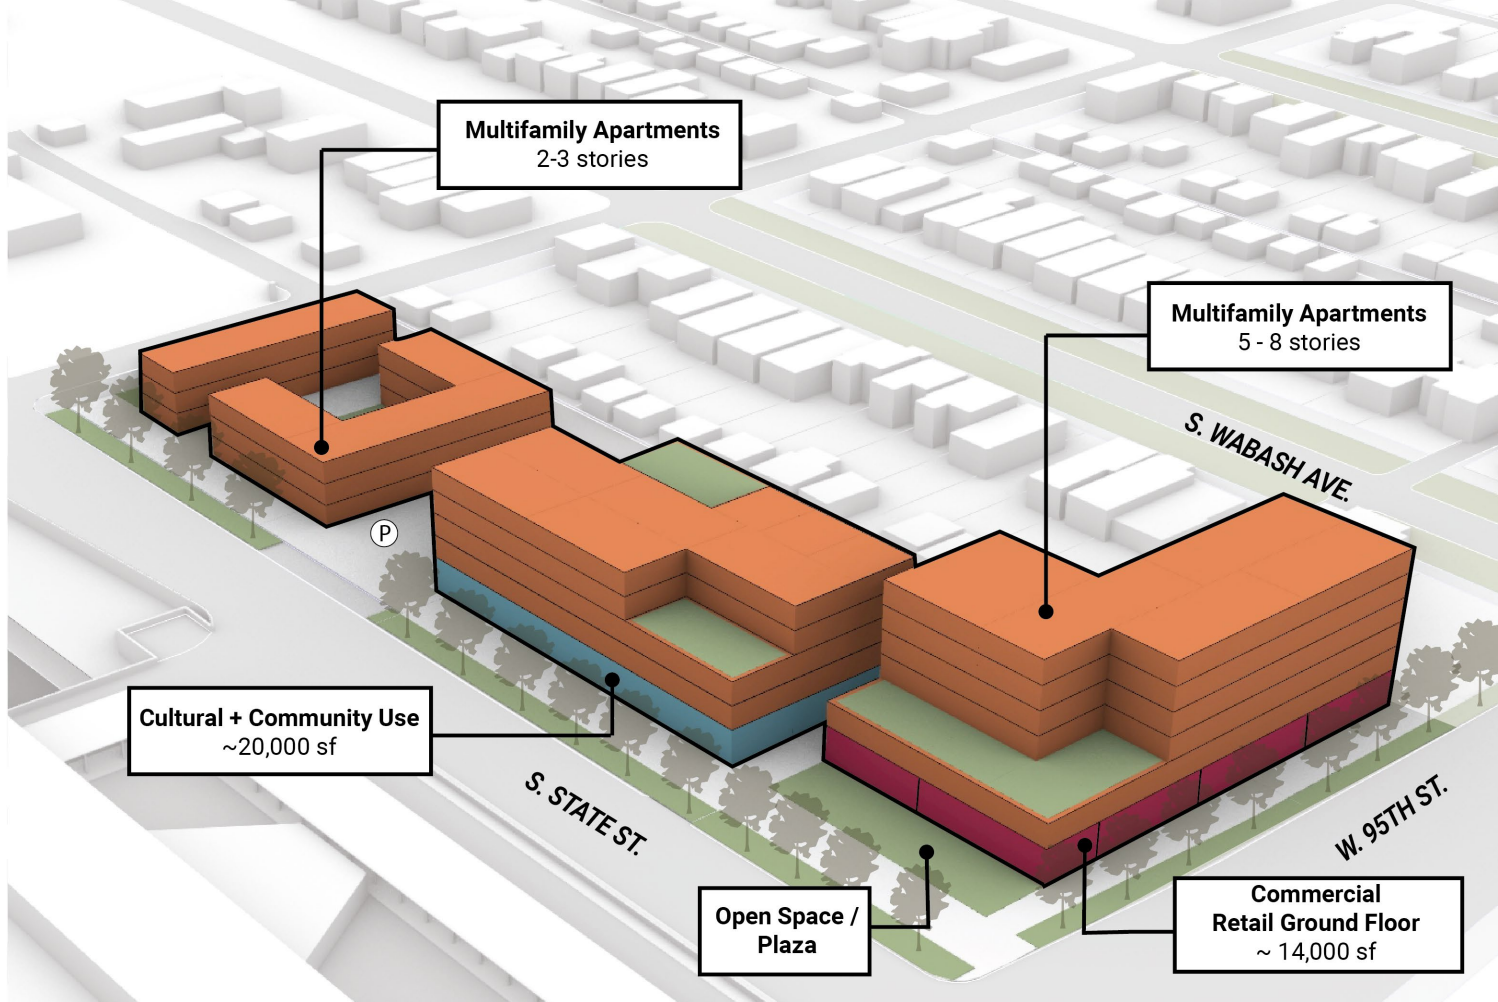 Multifamily Apartments
2-3 stories
Multifamily Apartments
5 - 8 stories
S. WABASH AVE.
P
Cultural + Community Use
~20,000 sf
S. STATE ST.
W. 95TH ST.
Open Space /
Plaza
Commercial
Retail Ground Floor
~ 14,000 sf